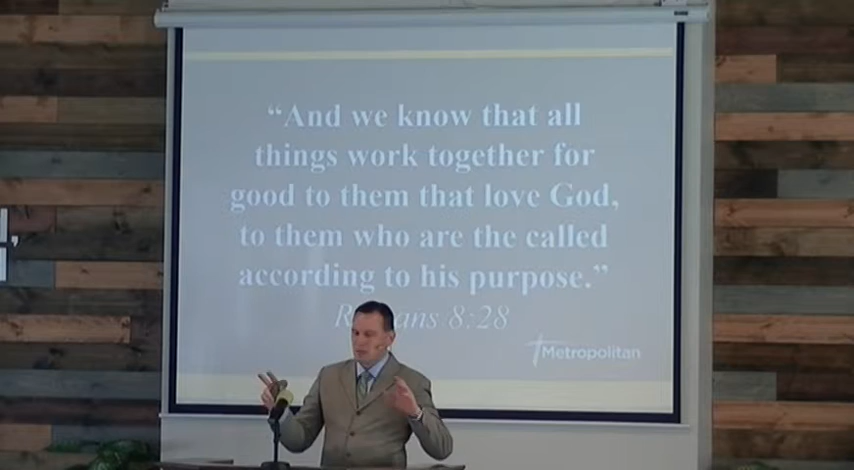 “And we know that all
things work together for
good to them that love God,
to them who are the called
according to his purpose.”
8:28
Metropolitan